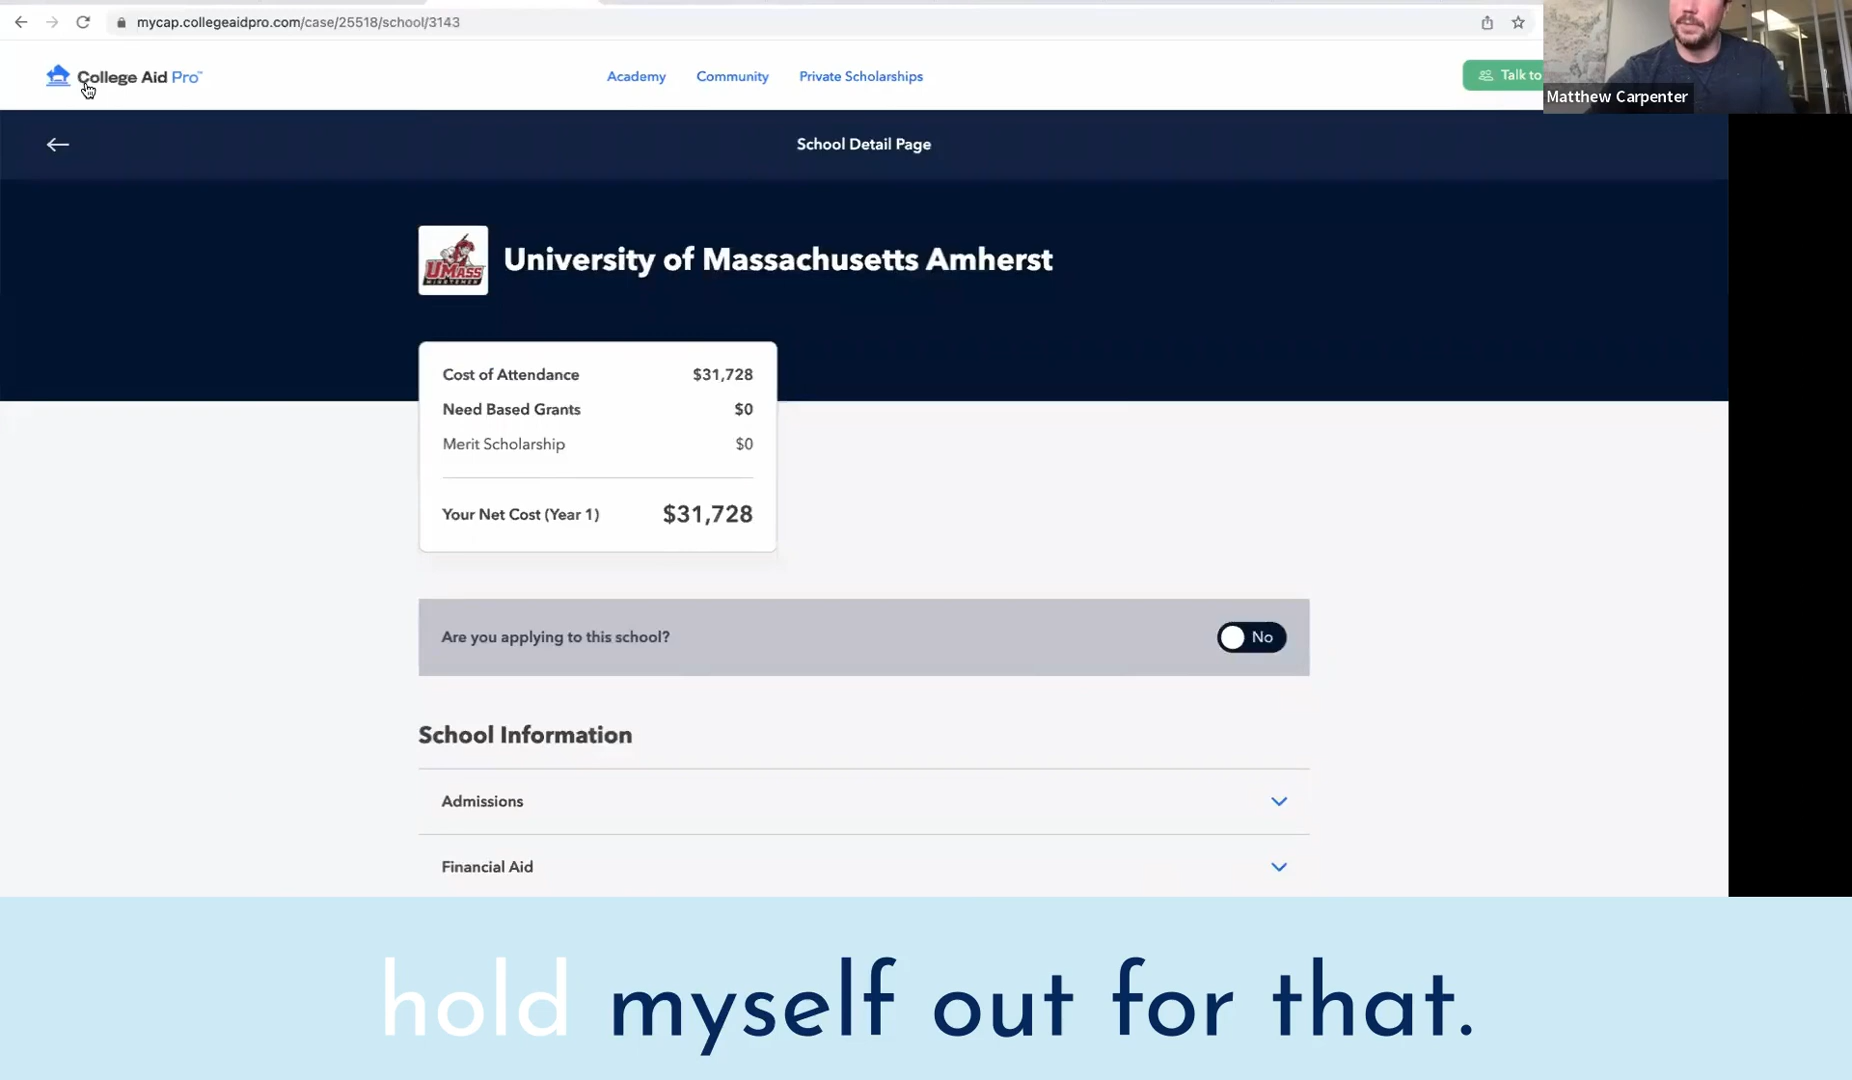 mycap.collegeaidpro.com/case/25518/school/3143
College Aid Pro™
Academy
Community
Private Scholarships
Talk to
Matthew Carpenter
School Detail Page
UMASS
University of Massachusetts Amherst
Cost of Attendance $31,728
Need Based Grants $0
Merit Scholarship $0
Your Net Cost (Year 1) $31,728
Are you applying to this school? No
School Information
Admissions
Financial Aid
hold myself out for that.